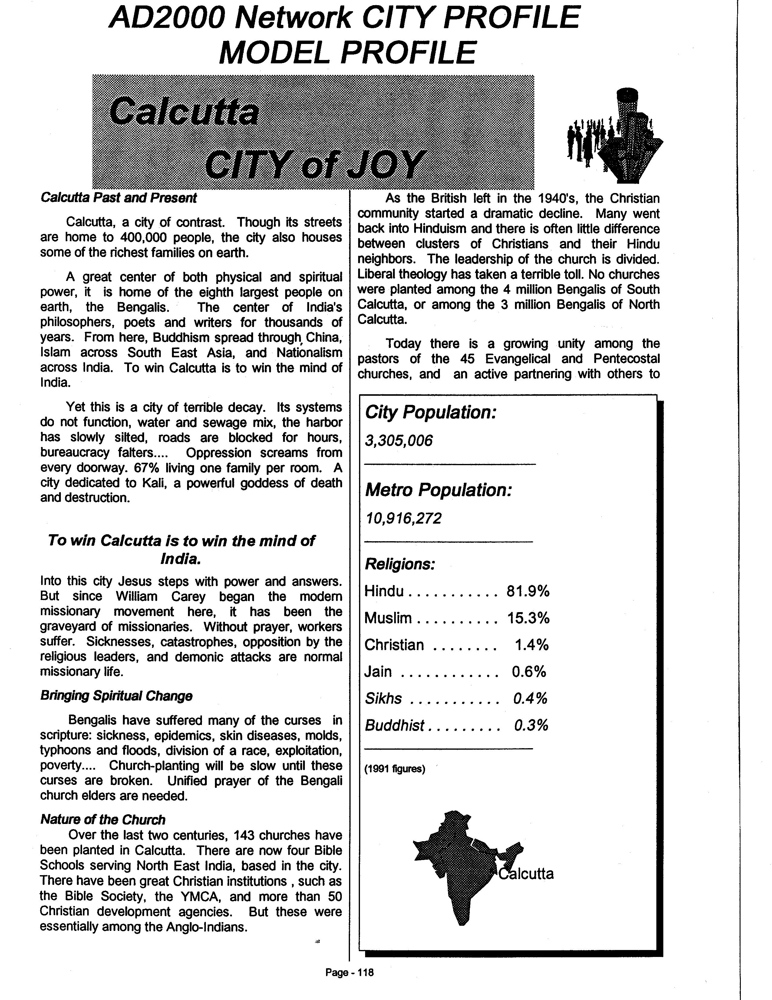 AD2000 Network CITY PROFILE
MODEL PROFILE
Calcutta
CITY of JOY
Calcutta Past and Present
Calcutta, a city of contrast. Though its streets
are home to 400,000 people, the city also houses
some of the richest families on earth.
A great center of both physical and spiritual
power, it is home of the eighth largest people on
earth, the Bengalis. The center of India's
philosophers, poets and writers for thousands of
years. From here, Buddhism spread through China,
Islam across South East Asia, and Nationalism
across India. To win Calcutta is to win the mind of
India.
Yet this is a city of terrible decay. Its systems
do not function, water and sewage mix, the harbor
has slowly silted, roads are blocked for hours,
bureaucracy falters.... Oppression screams from
every doorway. 67% living one family per room. A
city dedicated to Kali, a powerful goddess of death
and destruction.
To win Calcutta is to win the mind of
India.
Into this city Jesus steps with power and answers.
But since William Carey began the modern
missionary movement here, it has been the
graveyard of missionaries. Without prayer, workers
suffer. Sicknesses, catastrophes, opposition by the
religious leaders, and demonic attacks are normal
missionary life.
Bringing Spiritual Change
Bengalis have suffered many of the curses in
scripture: sickness, epidemics, skin diseases, molds,
typhoons and floods, division of a race, exploitation,
poverty.... Church-planting will be slow until these
curses are broken. Unified prayer of the Bengali
church elders are needed.
Nature of the Church
Over the last two centuries, 143 churches have
been planted in Calcutta. There are now four Bible
Schools serving North East India, based in the city.
There have been great Christian institutions , such as
the Bible Society, the YMCA, and more than 50
Christian development agencies. But these were
essentially among the Anglo-Indians.
As the British left in the 1940's, the Christian
community started a dramatic decline. Many went
back into Hinduism and there is often little difference
between clusters of Christians and their Hindu
neighbors. The leadership of the church is divided.
Liberal theology has taken a terrible toll. No churches
were planted among the 4 million Bengalis of South
Calcutta, or among the 3 million Bengalis of North
Calcutta.
Today there is a growing unity among the
pastors of the 45 Evangelical and Pentecostal
churches, and an active partnering with others to
City Population:
3,305,006
Metro Population:
10,916,272
Religions:
Hindu . . . . . . . . . . . 81.9%
Muslim . . . . . . . . . . 15.3%
Christian . . . . . . . . 1.4%
Jain . . . . . . . . . . . . 0.6%
Sikhs . . . . . . . . . . . 0.4%
Buddhist . . . . . . . . . 0.3%
(1991 figures)
Calcutta
Page - 118